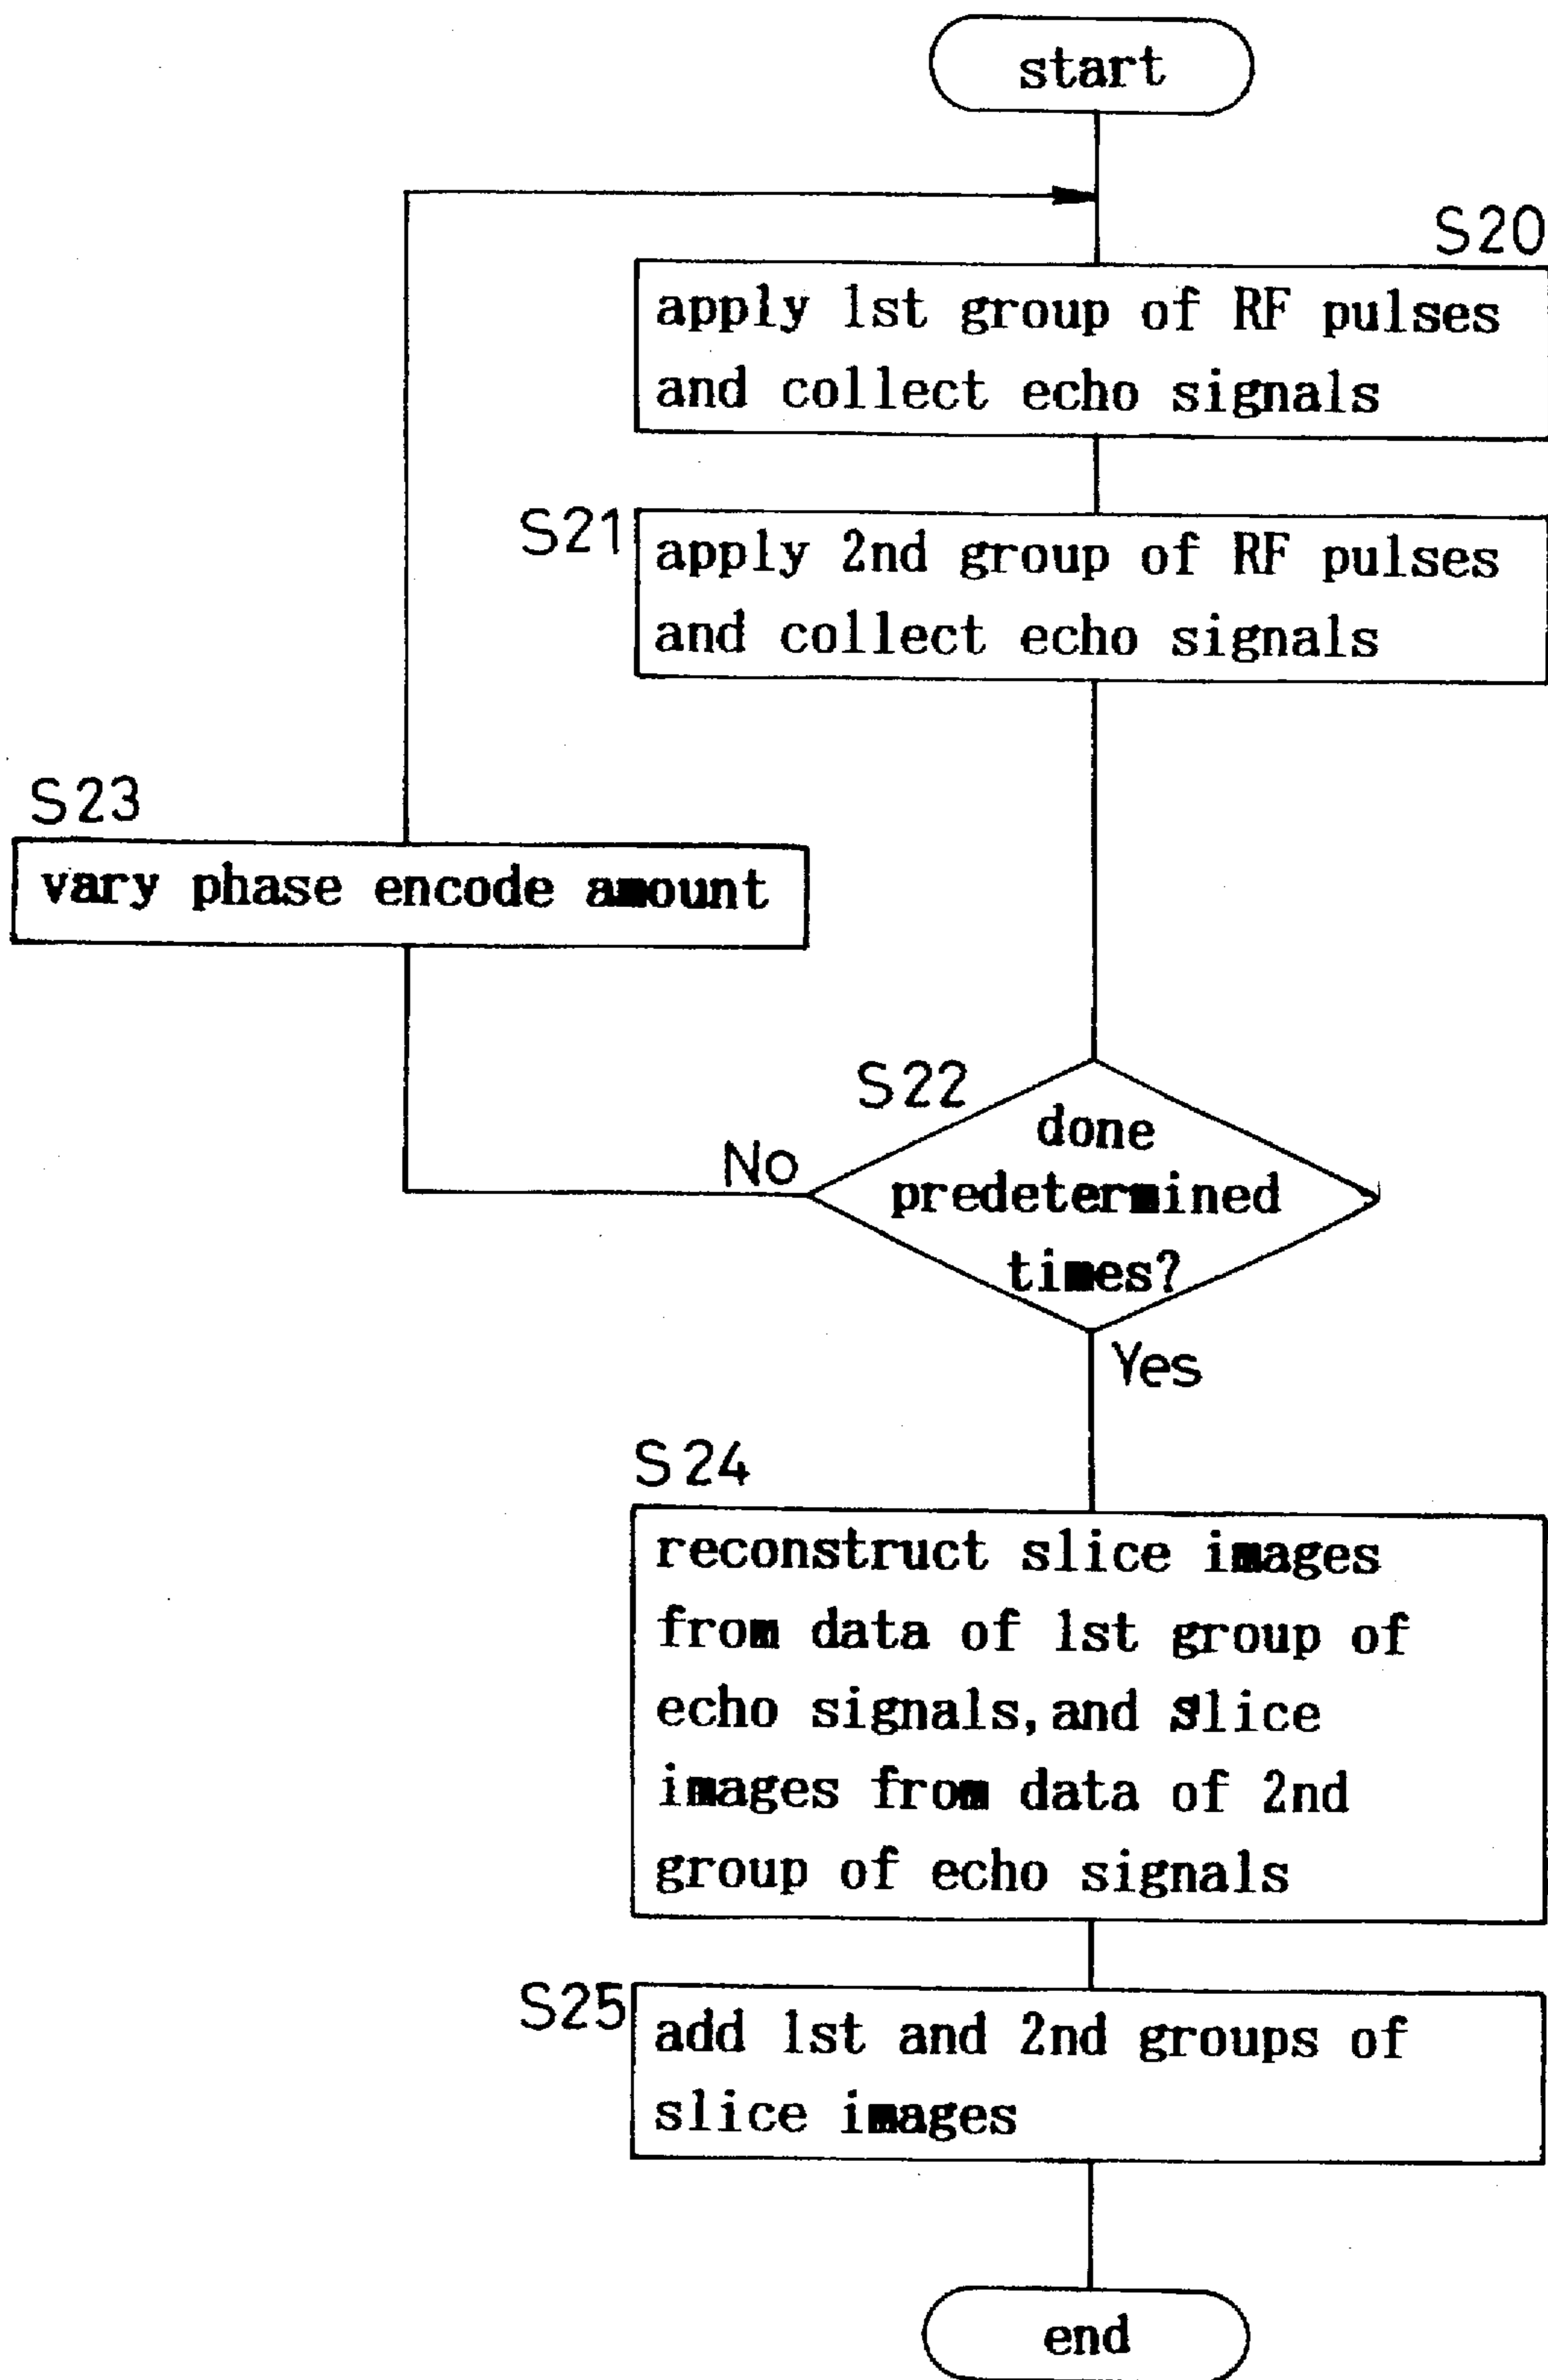 start
S20
apply 1st group of RF pulses
and collect echo signals
S21
apply 2nd group of RF pulses
and collect echo signals
S23
vary phase encode amount
S22
done
predetermined
times?
No
Yes
S24
reconstruct slice images
from data of 1st group of
echo signals, and slice
images from data of 2nd
group of echo signals
S25
add 1st and 2nd groups of
slice images
end